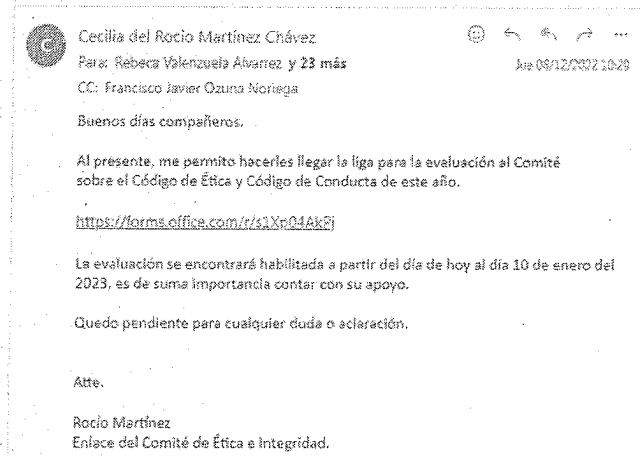 C
Cecilia del Rocio Martínez Chávez
Para: Rebeca Valenzuela Alvarrez y 23 más
Jue 08/12/2022 10:29
CC: Francisco Javier Ozuna Noriega
Buenos días compañeros.
Al presente, me permito hacerles llegar la liga para la evaluación al Comité
sobre el Código de Ética y Código de Conducta de este año.
https://forms.office.com/r/s1Xp04AkPj
La evaluación se encontrará habilitada a partir del día de hoy al día 10 de enero del
2023, es de suma importancia contar con su apoyo.
Quedo pendiente para cualquier duda o aclaración.
Atte.
Rocío Martínez
Enlace del Comité de Ética e Integridad.